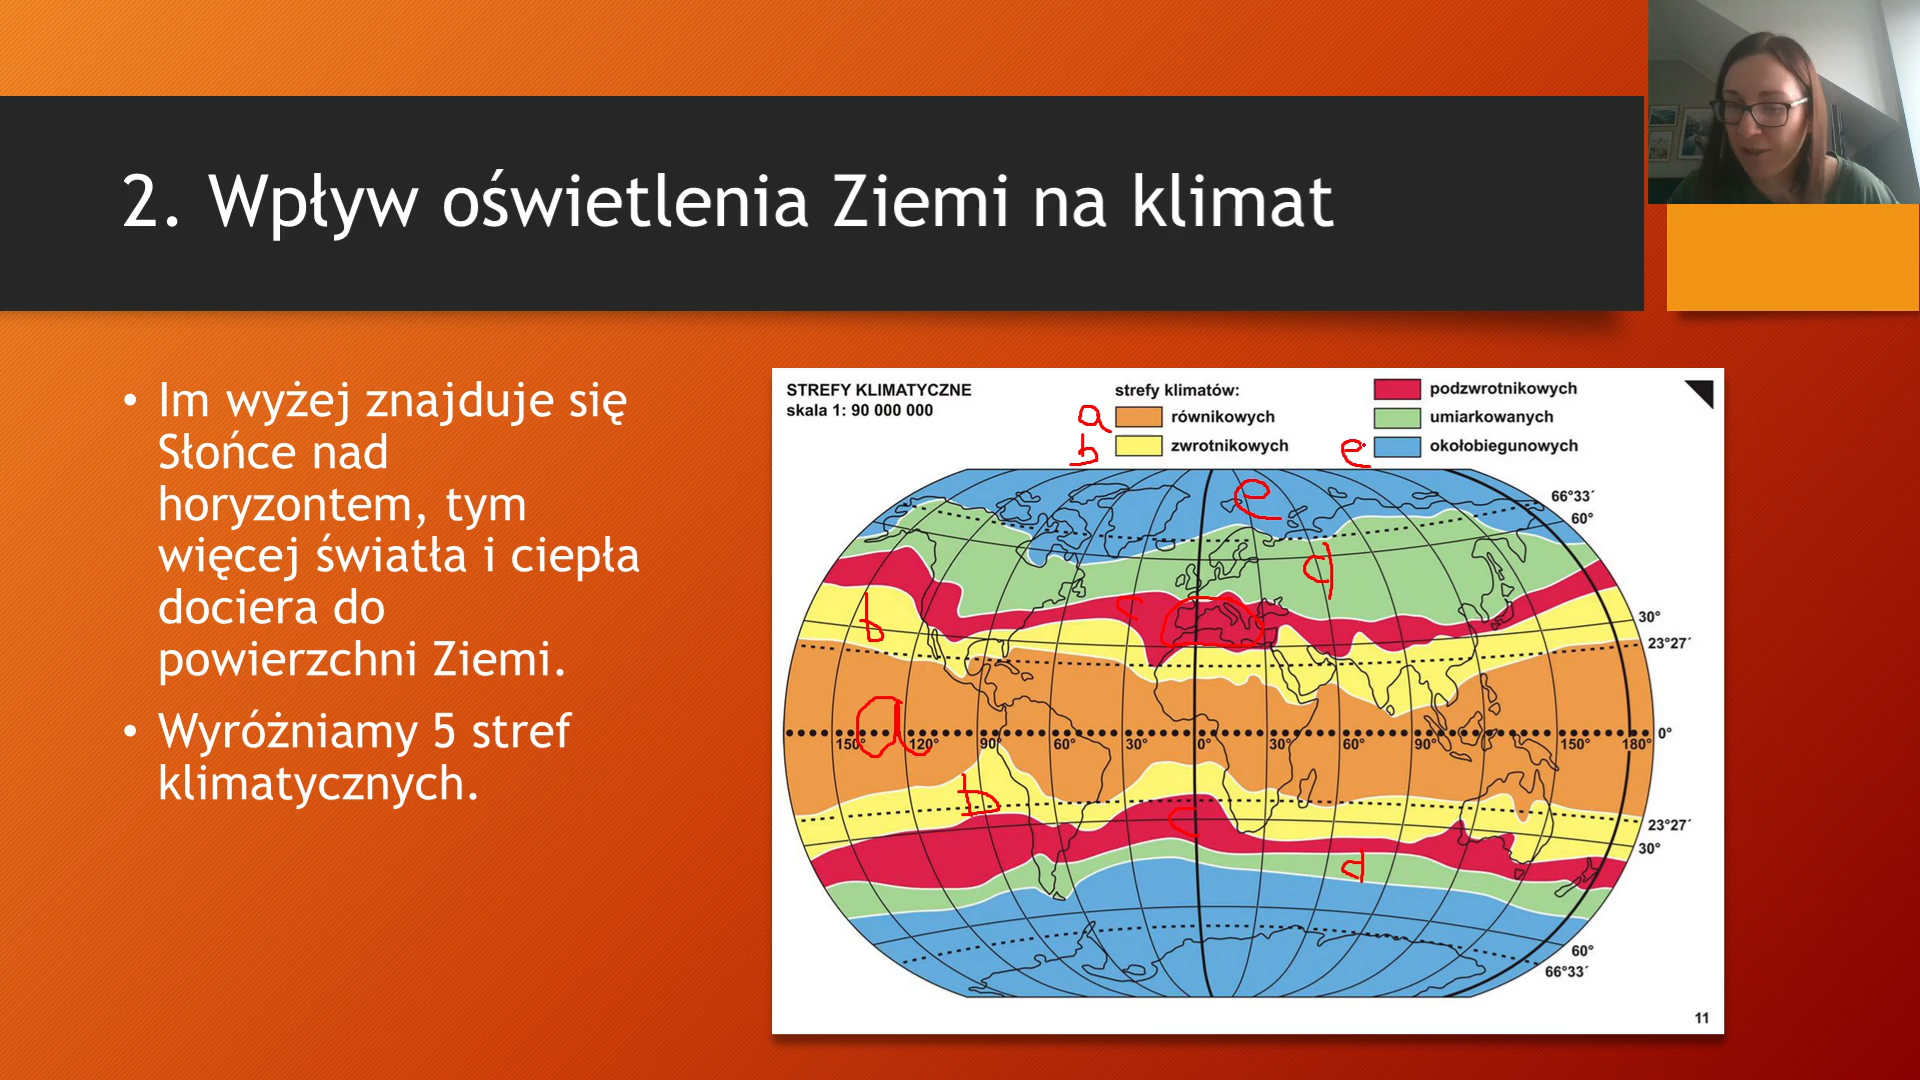 2. Wpływ oświetlenia Ziemi na klimat
• Im wyżej znajduje się
Słońce nad
horyzontem, tym
więcej światła i ciepła
dociera do
powierzchni Ziemi.
• Wyróżniamy 5 stref
klimatycznych.
STREFY KLIMATYCZNE
skala 1: 90 000 000
strefy klimatów:
a równikowych
b zwrotnikowych
podzwrotnikowych
umiarkowanych
e okołobiegunowych
e
66°33´
60°
d
c
b
30°
23°27´
a
0°
150° 120° 90° 60° 30° 0° 30° 60° 90° 150° 180°
b
c
23°27´
30°
d
60°
66°33´
11